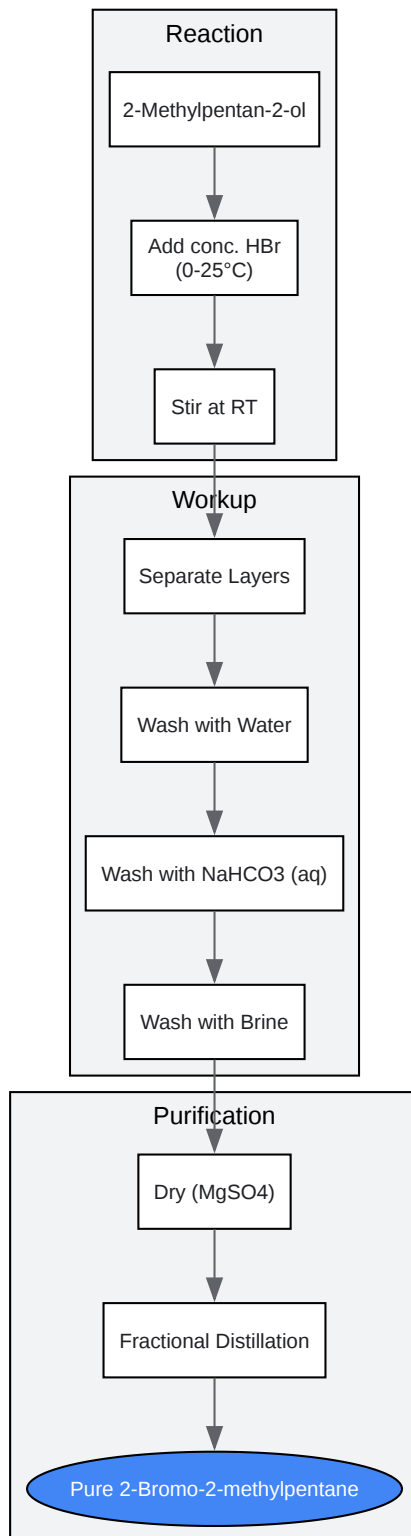 Reaction
2-Methylpentan-2-ol
Add conc. HBr
(0-25°C)
Stir at RT
Workup
Separate Layers
Wash with Water
Wash with NaHCO3 (aq)
Wash with Brine
Purification
Dry (MgSO4)
Fractional Distillation
Pure 2-Bromo-2-methylpentane